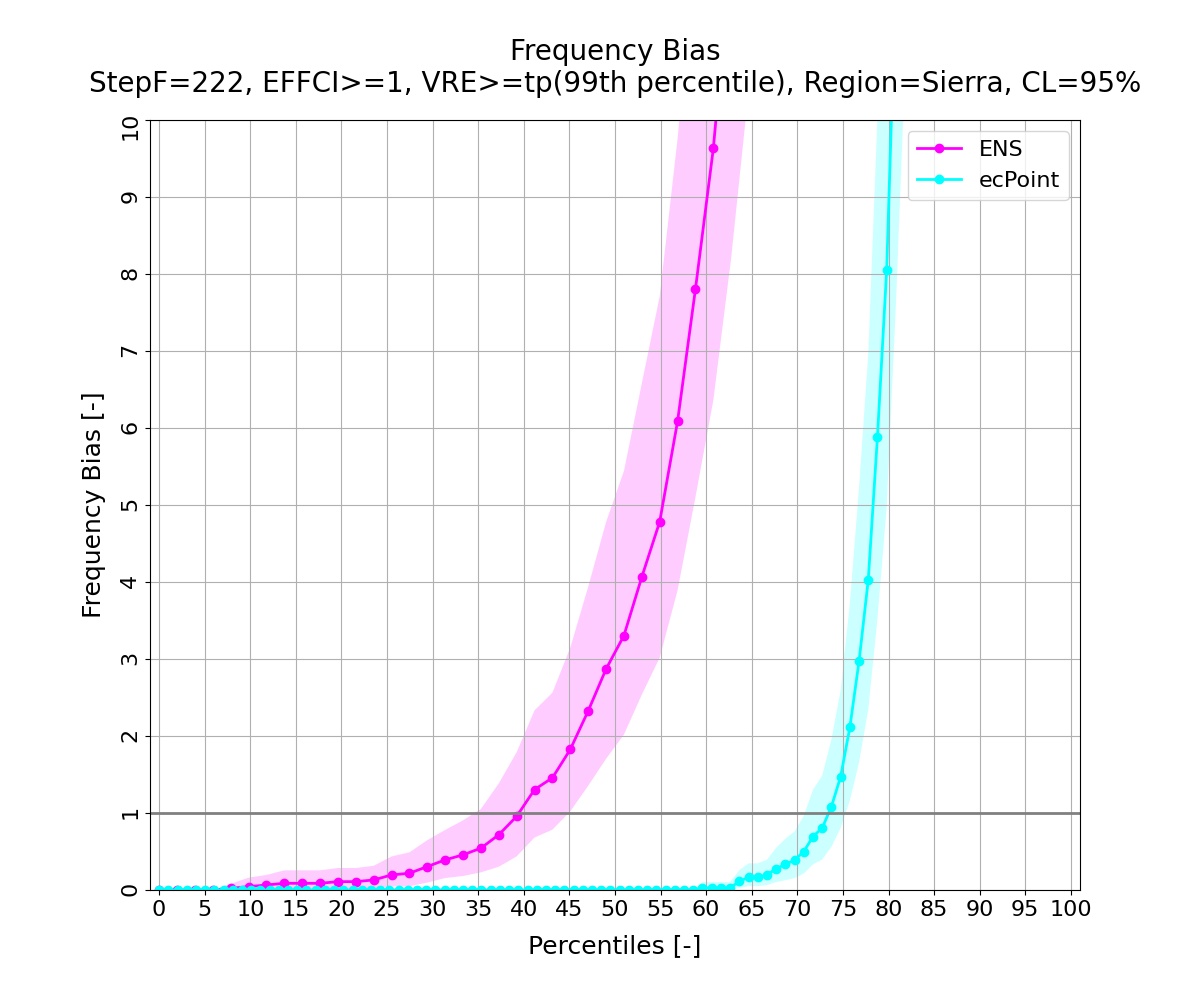 Frequency Bias
StepF=222, EFFCI>=1, VRE>=tp(99th percentile), Region=Sierra, CL=95%
ENS
ecPoint
Frequency Bias [-]
10
9
8
7
6
5
4
3
2
1
0
0 5 10 15 20 25 30 35 40 45 50 55 60 65 70 75 80 85 90 95 100
Percentiles [-]